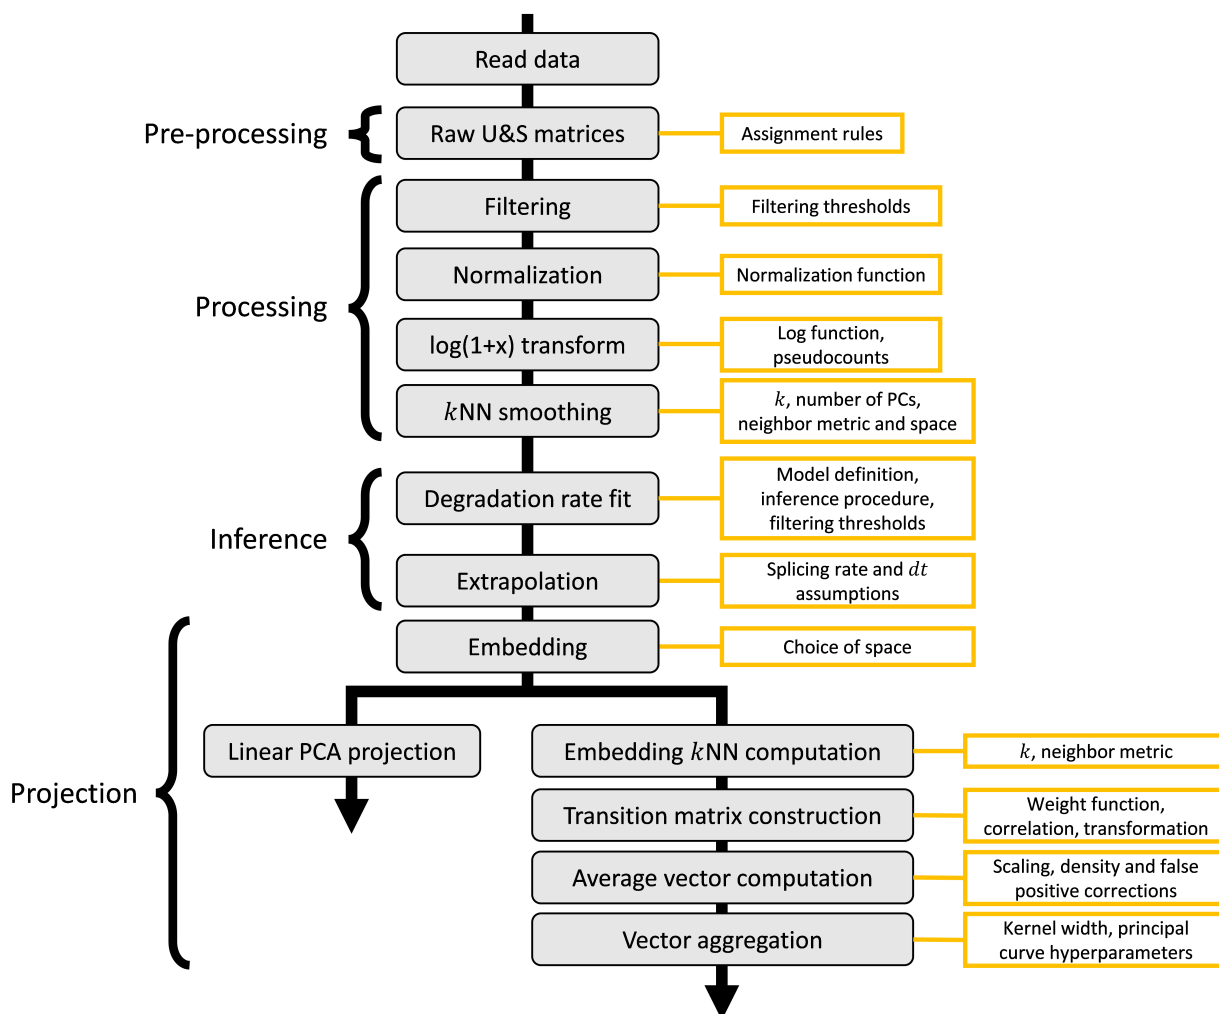 Read data
Pre-processing
Raw U&S matrices
Assignment rules
Processing
Filtering
Filtering thresholds
Normalization
Normalization function
log(1+x) transform
Log function,
pseudocounts
kNN smoothing
k, number of PCs,
neighbor metric and space
Inference
Degradation rate fit
Model definition,
inference procedure,
filtering thresholds
Extrapolation
Splicing rate and dt
assumptions
Projection
Embedding
Choice of space
Linear PCA projection
Embedding kNN computation
k, neighbor metric
Transition matrix construction
Weight function,
correlation, transformation
Average vector computation
Scaling, density and false
positive corrections
Vector aggregation
Kernel width, principal
curve hyperparameters